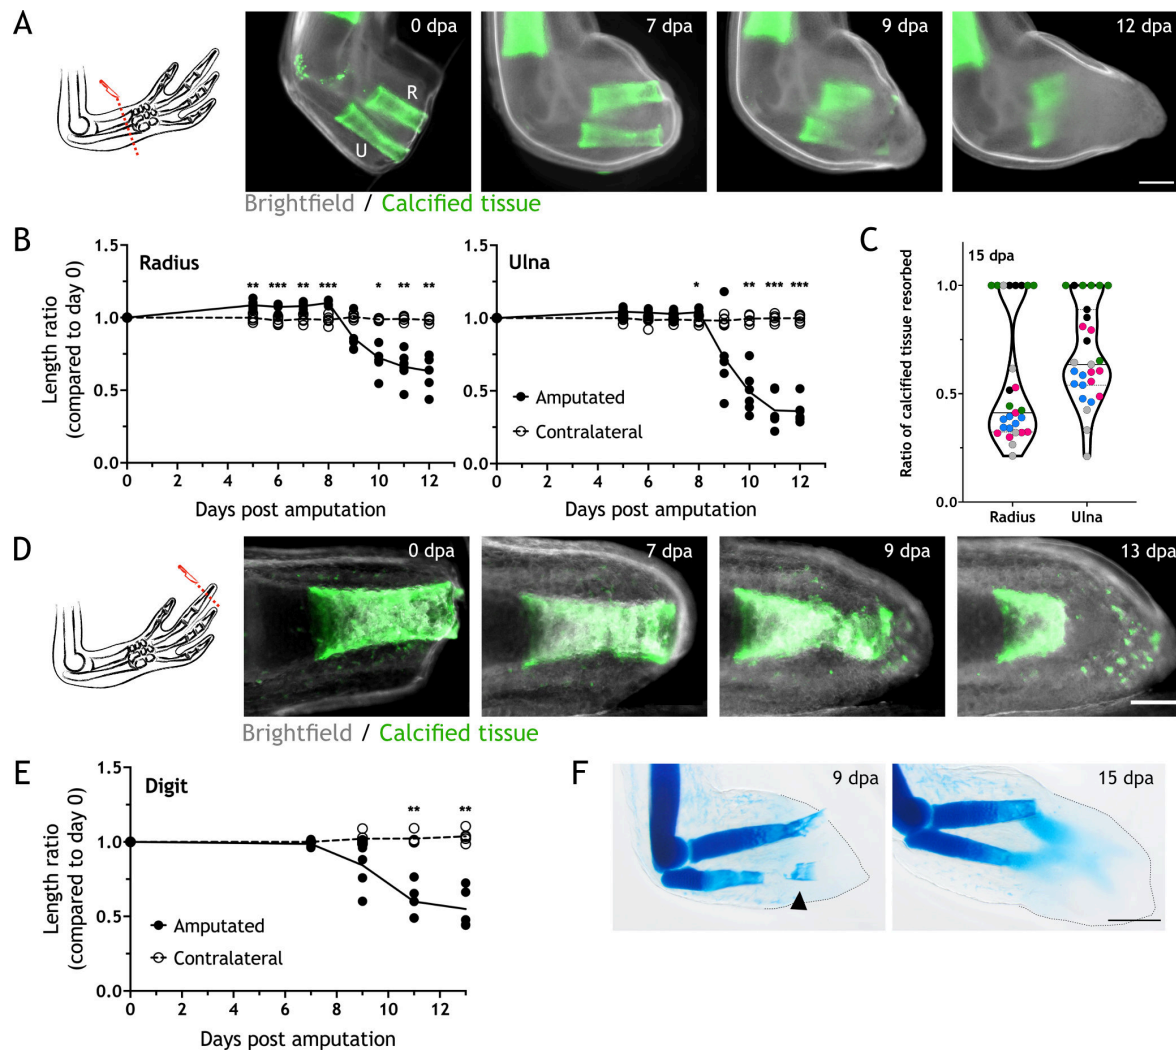 A
0 dpa
7 dpa
9 dpa
12 dpa
R
U
Brightfield / Calcified tissue
B
Radius
Ulna
** *** ** *** * ** **
* ** *** ***
Length ratio
(compared to day 0)
1.5
1.0
0.5
0.0
1.5
1.0
0.5
0.0
Amputated
Contralateral
0 2 4 6 8 10 12
0 2 4 6 8 10 12
Days post amputation
Days post amputation
C
15 dpa
Ratio of calcified tissue resorbed
1.0
0.5
0.0
Radius
Ulna
D
0 dpa
7 dpa
9 dpa
13 dpa
Brightfield / Calcified tissue
E
Digit
** **
Length ratio
(compared to day 0)
1.5
1.0
0.5
0.0
Amputated
Contralateral
0 2 4 6 8 10 12
Days post amputation
F
9 dpa
15 dpa